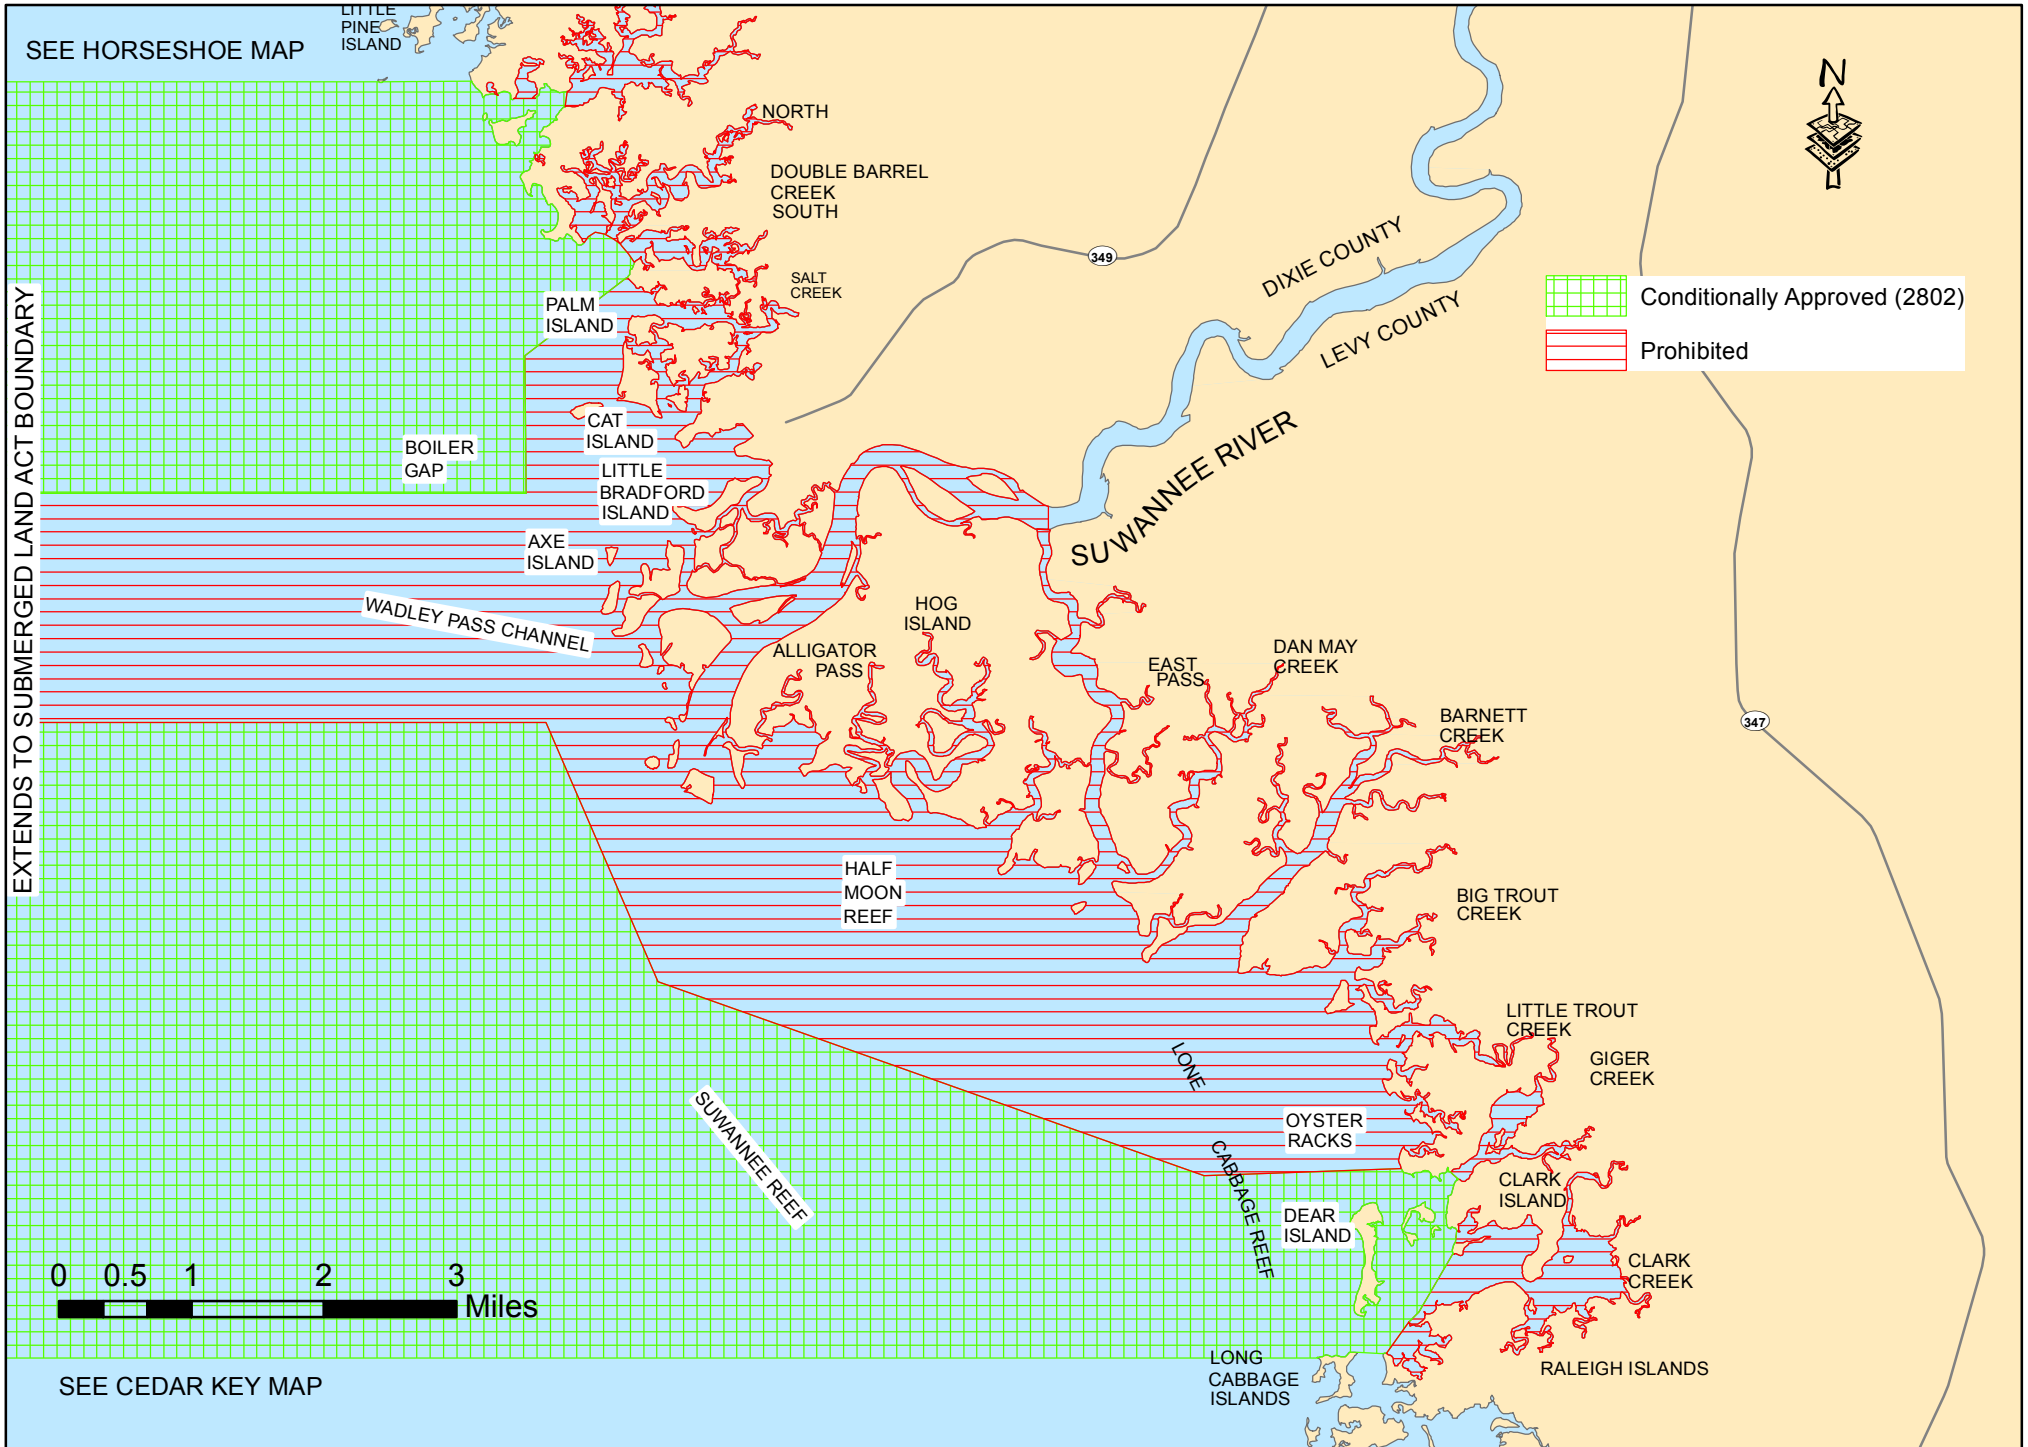 LITTLE
PINE
ISLAND
SEE HORSESHOE MAP
N
NORTH
DOUBLE BARREL
CREEK
SOUTH
349
DIXIE COUNTY
LEVY COUNTY
SALT
CREEK
PALM
ISLAND
Conditionally Approved (2802)
Prohibited
EXTENDS TO SUBMERGED LAND ACT BOUNDARY
BOILER
GAP
CAT
ISLAND
LITTLE
BRADFORD
ISLAND
SUWANNEE RIVER
AXE
ISLAND
WADLEY PASS CHANNEL
HOG
ISLAND
ALLIGATOR
PASS
EAST
PASS
DAN MAY
CREEK
BARNETT
CREEK
347
HALF
MOON
REEF
BIG TROUT
CREEK
LITTLE TROUT
CREEK
GIGER
CREEK
LONE
CABBAGE REEF
OYSTER
RACKS
SUWANNEE REEF
CLARK
ISLAND
DEAR
ISLAND
CLARK
CREEK
0 0.5 1 2 3
Miles
LONG
CABBAGE
ISLANDS
RALEIGH ISLANDS
SEE CEDAR KEY MAP